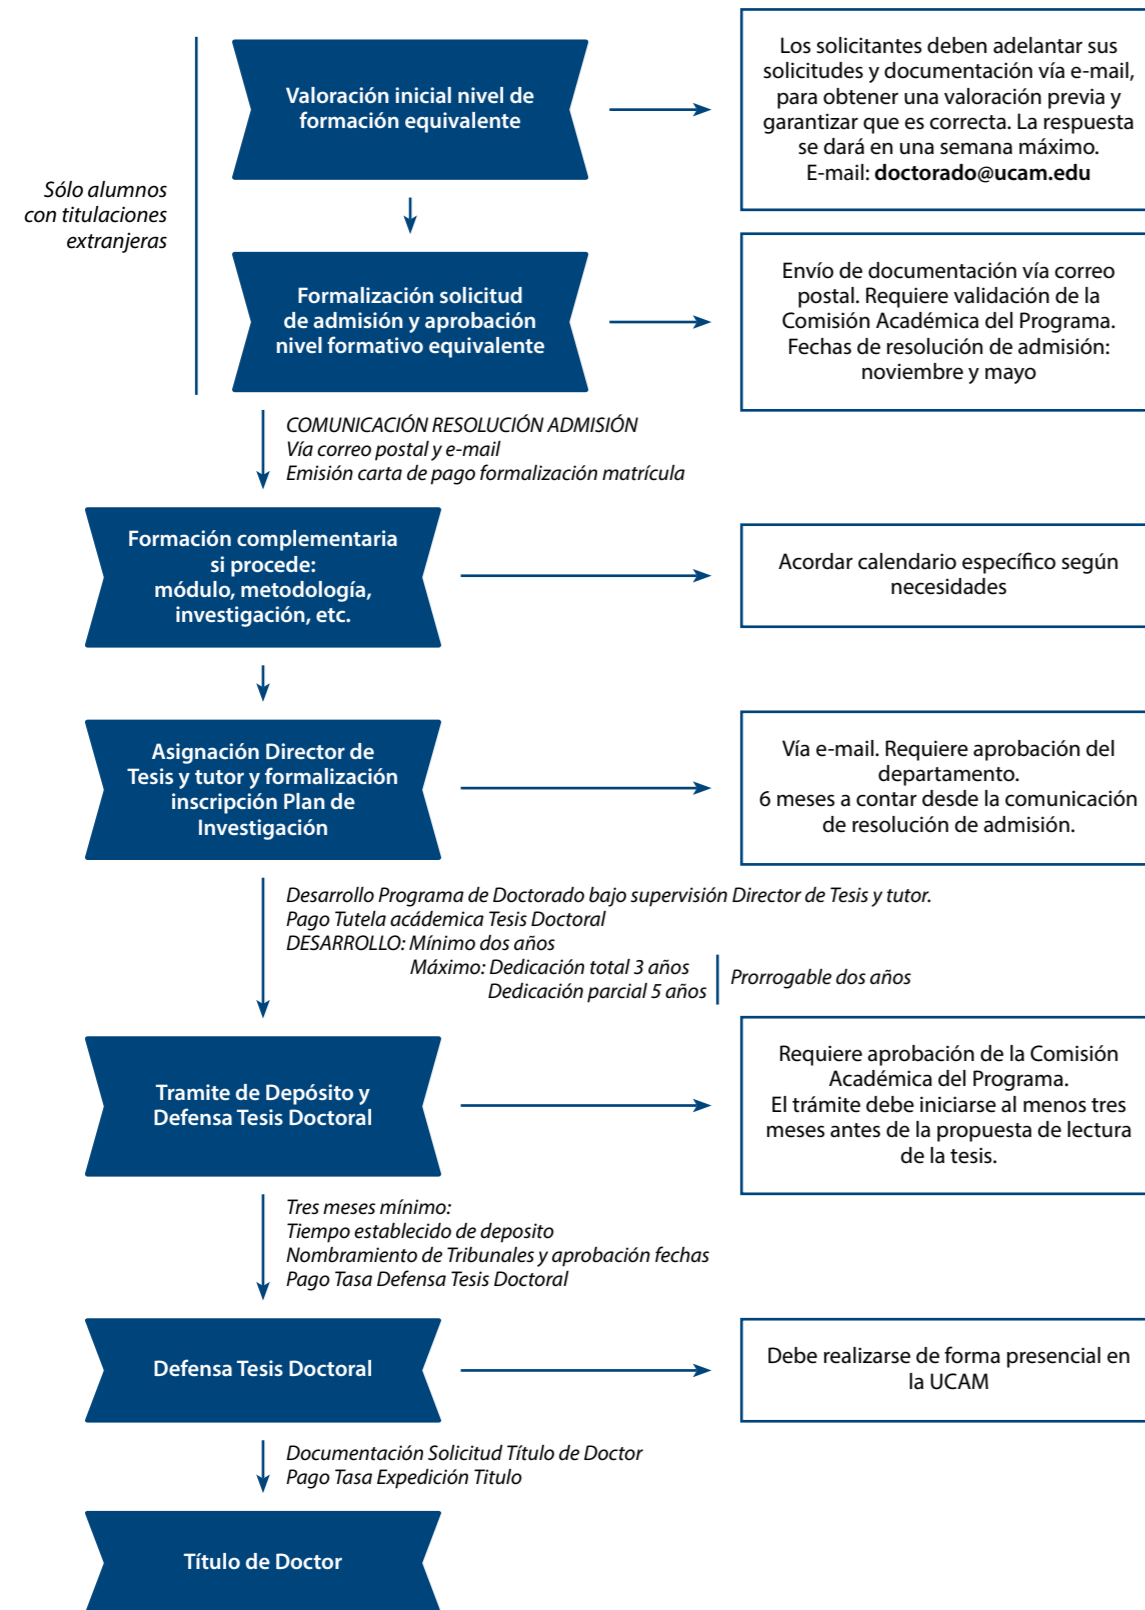 Sólo alumnos
con titulaciones
extranjeras
Valoración inicial nivel de
formación equivalente
Los solicitantes deben adelantar sus
solicitudes y documentación vía e-mail,
para obtener una valoración previa y
garantizar que es correcta. La respuesta
se dará en una semana máximo.
E-mail: doctorado@ucam.edu
Formalización solicitud
de admisión y aprobación
nivel formativo equivalente
Envío de documentación vía correo
postal. Requiere validación de la
Comisión Académica del Programa.
Fechas de resolución de admisión:
noviembre y mayo
COMUNICACIÓN RESOLUCIÓN ADMISIÓN
Vía correo postal y e-mail
Emisión carta de pago formalización matrícula
Formación complementaria
si procede:
módulo, metodología,
investigación, etc.
Acordar calendario específico según
necesidades
Asignación Director de
Tesis y tutor y formalización
inscripción Plan de
Investigación
Vía e-mail. Requiere aprobación del
departamento.
6 meses a contar desde la comunicación
de resolución de admisión.
Desarrollo Programa de Doctorado bajo supervisión Director de Tesis y tutor.
Pago Tutela acádemica Tesis Doctoral
DESARROLLO: Mínimo dos años
Máximo: Dedicación total 3 años
Dedicación parcial 5 años
Prorrogable dos años
Tramite de Depósito y
Defensa Tesis Doctoral
Requiere aprobación de la Comisión
Académica del Programa.
El trámite debe iniciarse al menos tres
meses antes de la propuesta de lectura
de la tesis.
Tres meses mínimo:
Tiempo establecido de deposito
Nombramiento de Tribunales y aprobación fechas
Pago Tasa Defensa Tesis Doctoral
Defensa Tesis Doctoral
Debe realizarse de forma presencial en
la UCAM
Documentación Solicitud Título de Doctor
Pago Tasa Expedición Titulo
Título de Doctor